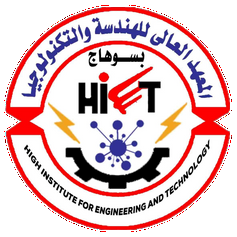 المعهد العالى للهندسة والتكنولوجيا
بسوهاج
HIET
HIGH INSTITUTE FOR ENGINEERING AND TECHNOLOGY